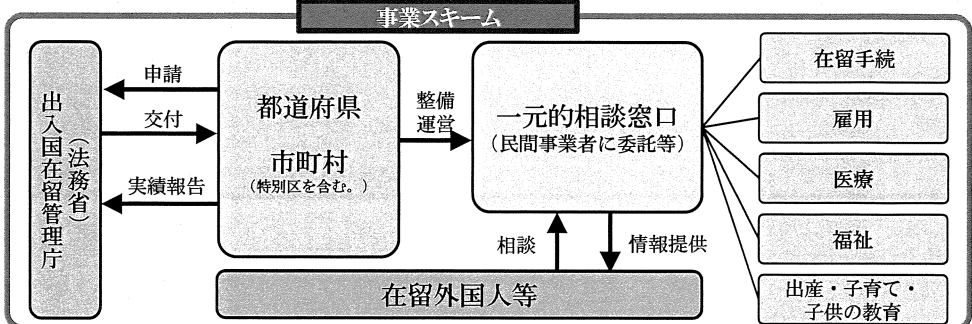 事業スキーム
出入国在留管理庁
（法務省）
申請
交付
実績報告
都道府県
市町村
（特別区を含む。）
整備
運営
一元的相談窓口
（民間事業者に委託等）
相談
情報提供
在留外国人等
在留手続
雇用
医療
福祉
出産・子育て・
子供の教育